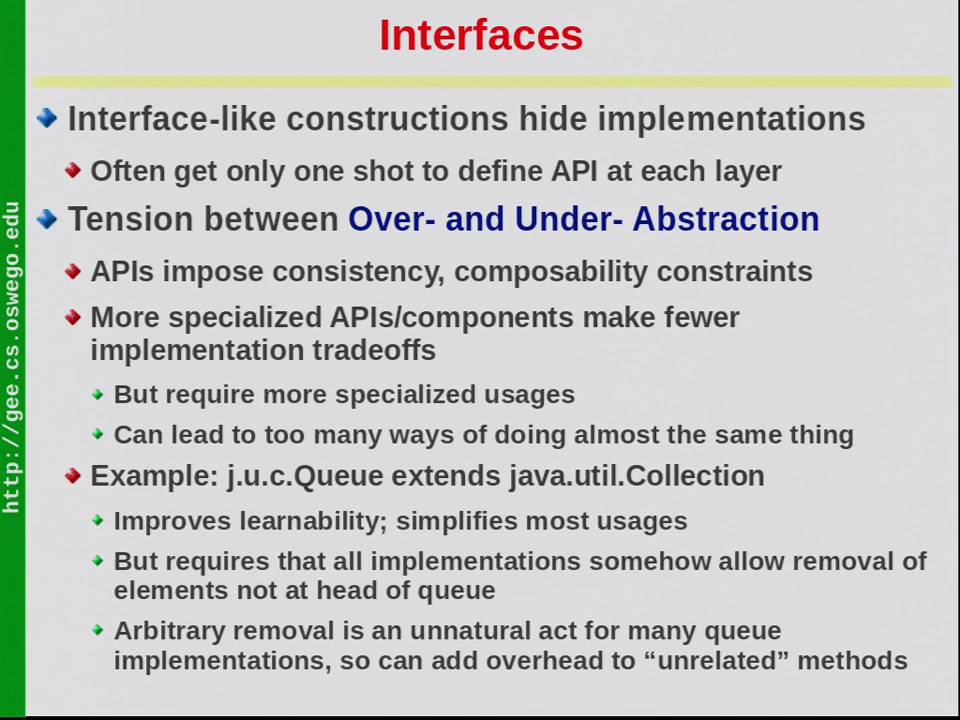 Interfaces
Interface-like constructions hide implementations
Often get only one shot to define API at each layer
Tension between Over- and Under- Abstraction
APIs impose consistency, composability constraints
More specialized APIs/components make fewer
implementation tradeoffs
But require more specialized usages
Can lead to too many ways of doing almost the same thing
Example: j.u.c.Queue extends java.util.Collection
Improves learnability; simplifies most usages
But requires that all implementations somehow allow removal of
elements not at head of queue
Arbitrary removal is an unnatural act for many queue
implementations, so can add overhead to “unrelated” methods
http://gee.cs.oswego.edu